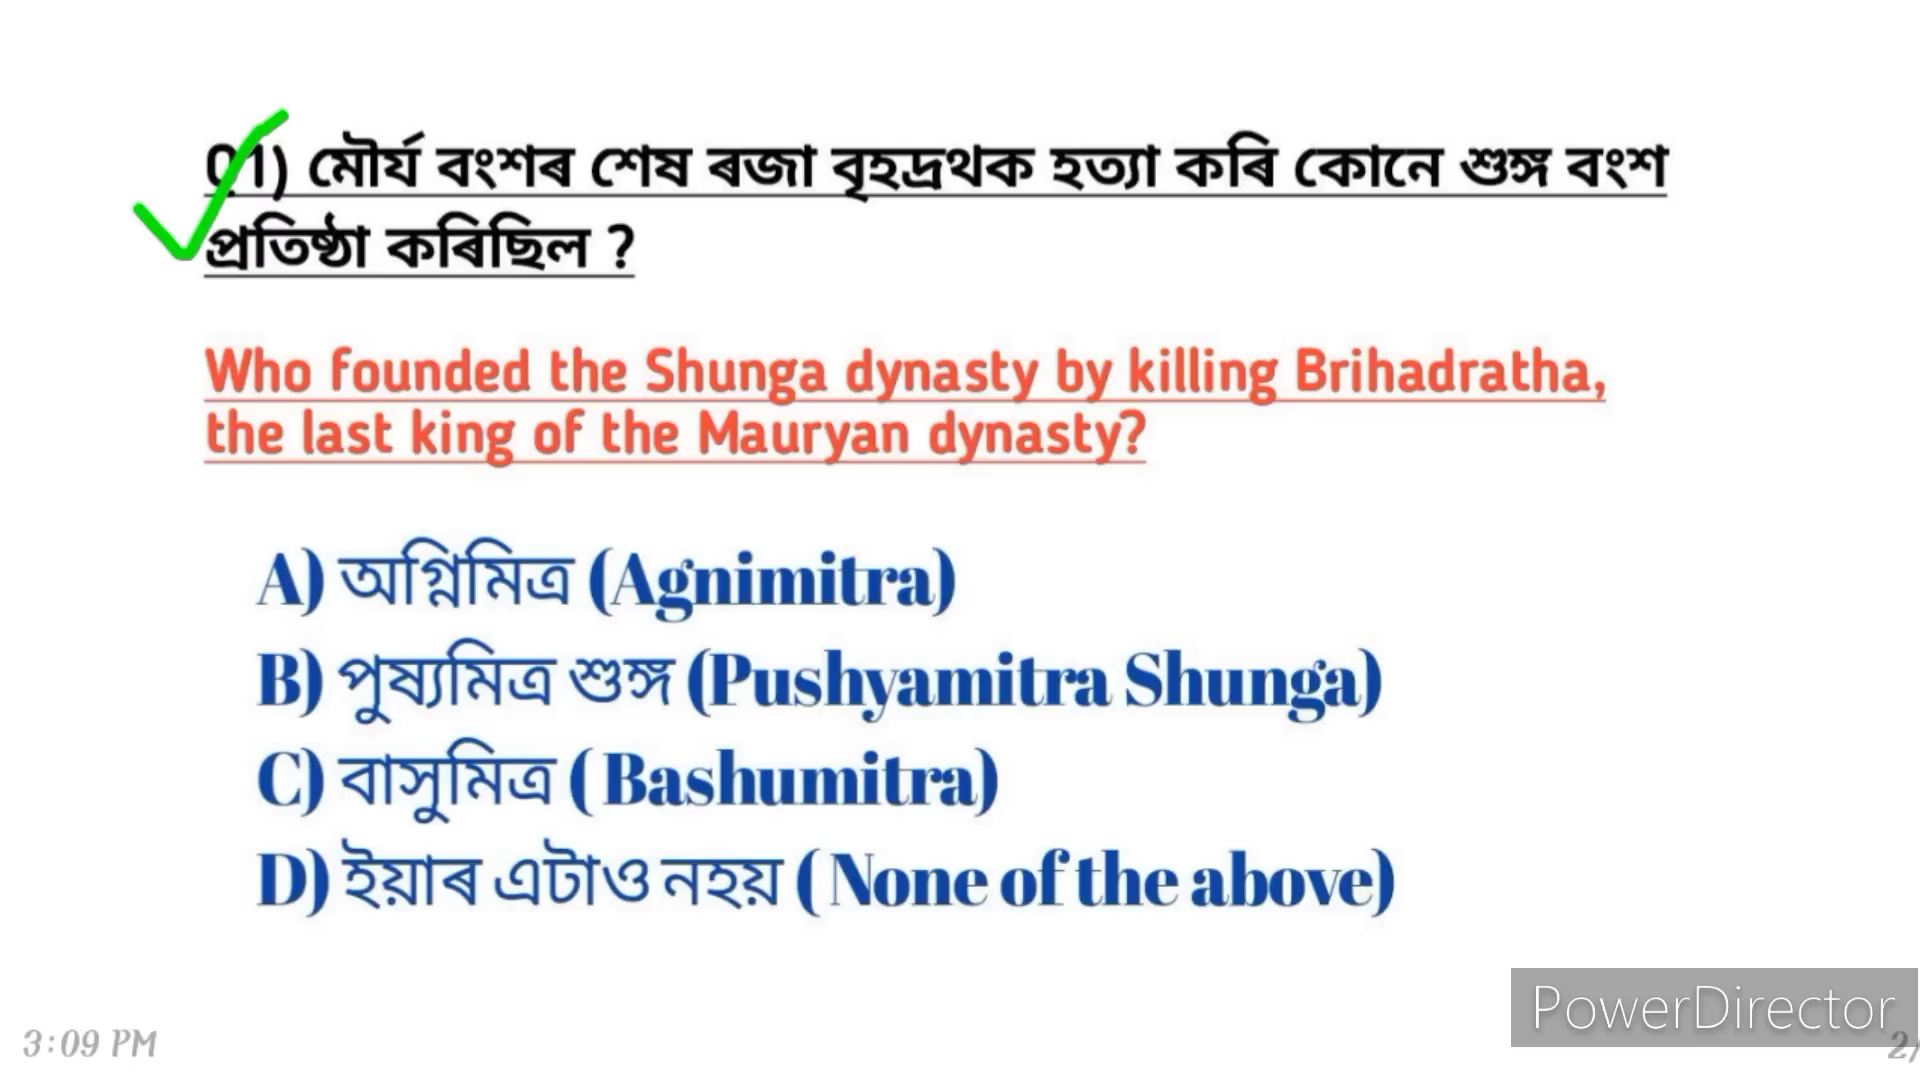 Q1) মৌৰ্য বংশৰ শেষ ৰজা বৃহদ্ৰথক হত্যা কৰি কোনে শুঙ্গ বংশ
প্ৰতিষ্ঠা কৰিছিল ?
Who founded the Shunga dynasty by killing Brihadratha,
the last king of the Mauryan dynasty?
A) অগ্নিমিত্ৰ (Agnimitra)
B) পুষ্যমিত্ৰ শুঙ্গ (Pushyamitra Shunga)
C) বাসুমিত্ৰ ( Bashumitra)
D) ইয়াৰ এটাও নহয় ( None of the above)
PowerDirector
3:09 PM
2/